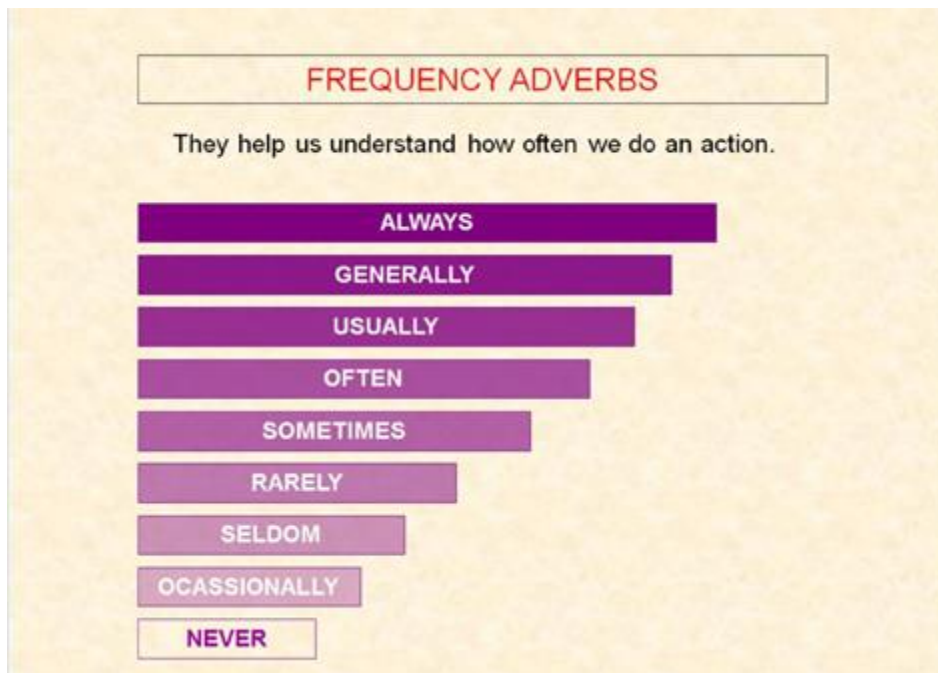 FREQUENCY ADVERBS
They help us understand how often we do an action.
ALWAYS
GENERALLY
USUALLY
OFTEN
SOMETIMES
RARELY
SELDOM
OCASSIONALLY
NEVER